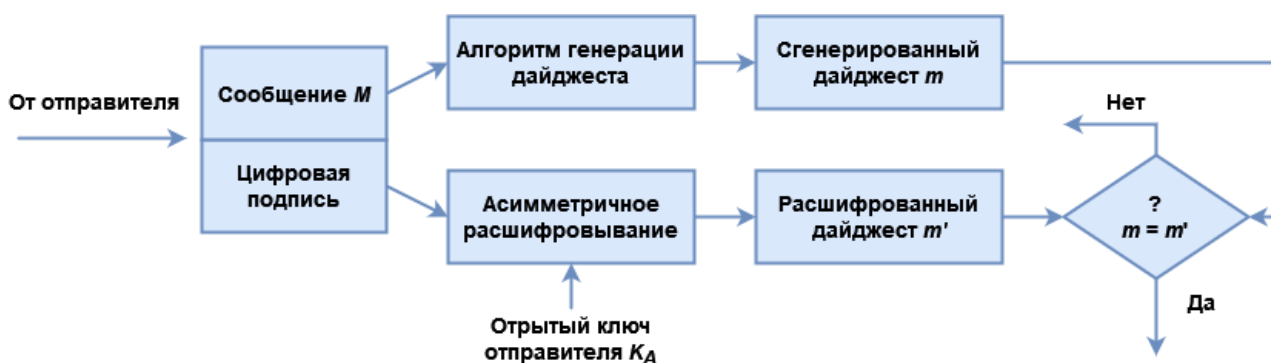 От отправителя
Сообщение M
Цифровая
подпись
Алгоритм генерации
дайджеста
Сгенерированный
дайджест m
Асимметричное
расшифровывание
Отрытый ключ
отправителя K_A
Расшифрованный
дайджест m'
?
m = m'
Нет
Да